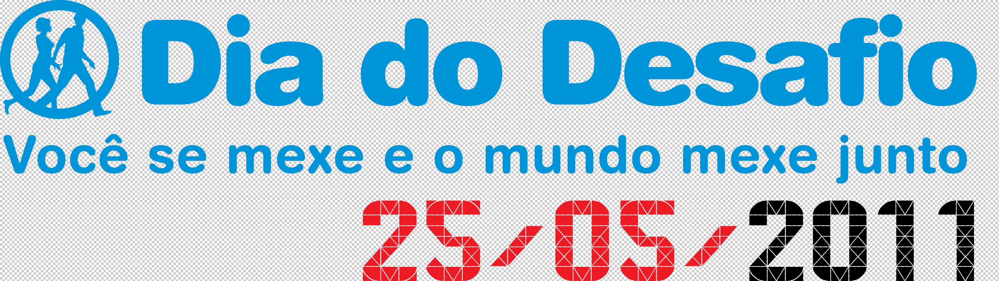 Dia do Desafio
Você se mexe e o mundo mexe junto
25/05/2011